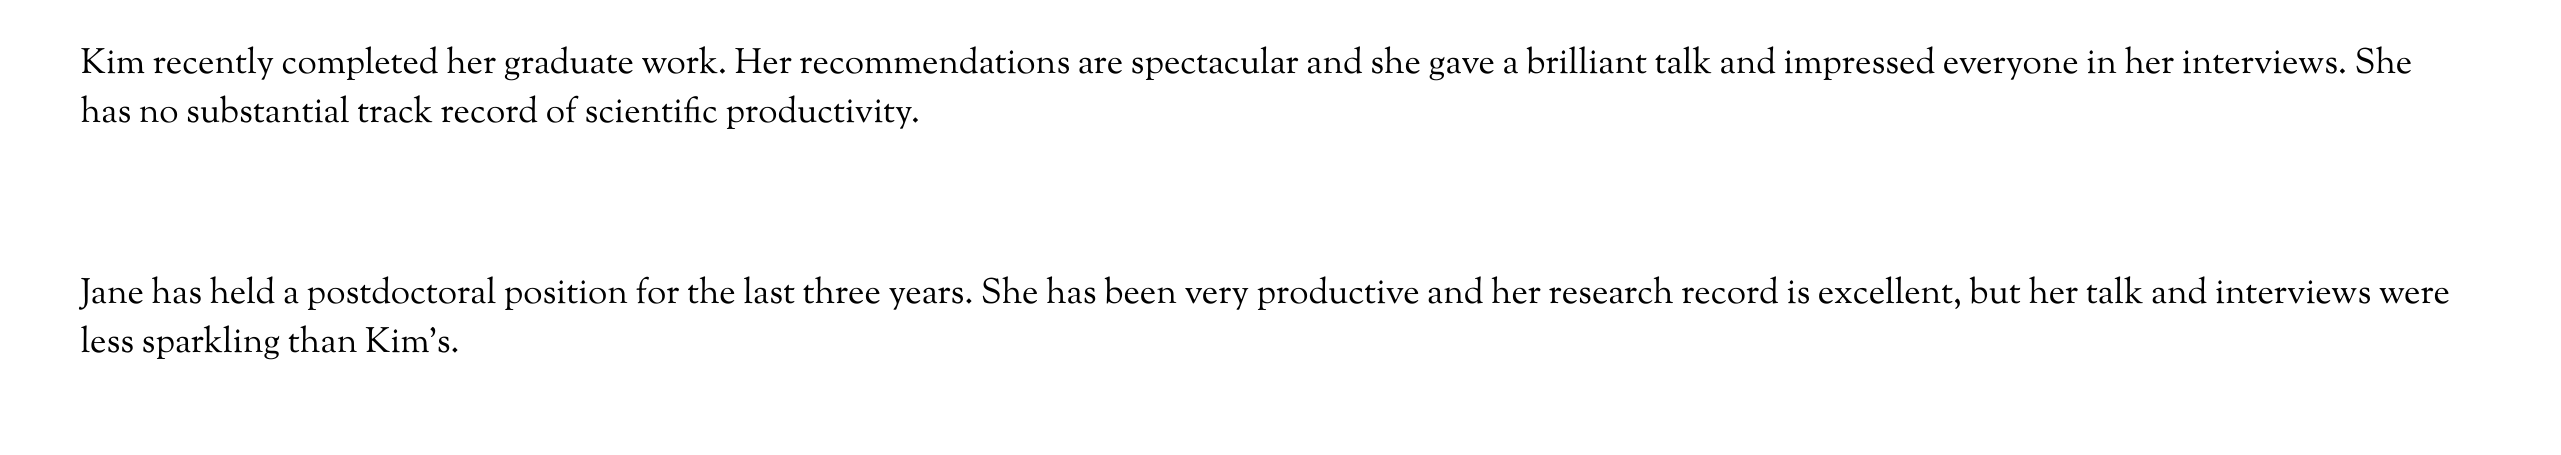 Kim recently completed her graduate work. Her recommendations are spectacular and she gave a brilliant talk and impressed everyone in her interviews. She
has no substantial track record of scientific productivity.
Jane has held a postdoctoral position for the last three years. She has been very productive and her research record is excellent, but her talk and interviews were
less sparkling than Kim’s.